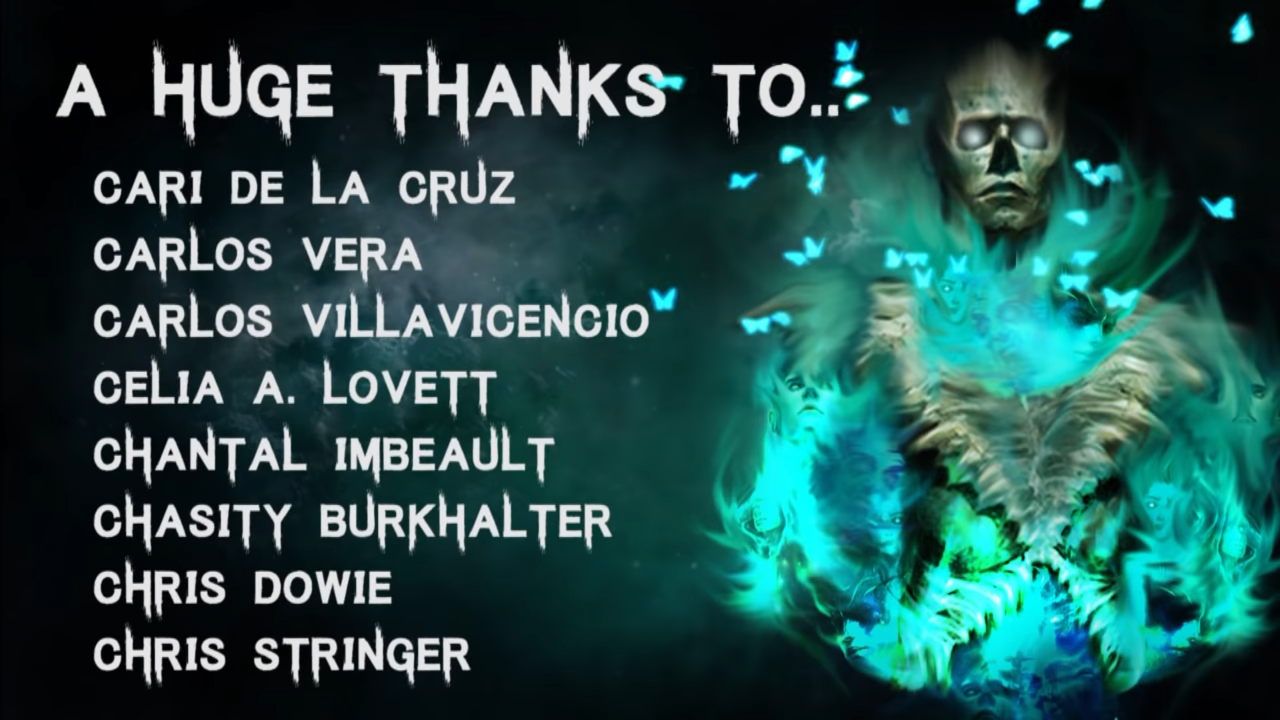 A HUGE THANKS TO..
CARI DE LA CRUZ
CARLOS VERA
CARLOS VILLAVICENCIO
CELIA A. LOVETT
CHANTAL IMBEAULT
CHASITY BURKHALTER
CHRIS DOWIE
CHRIS STRINGER